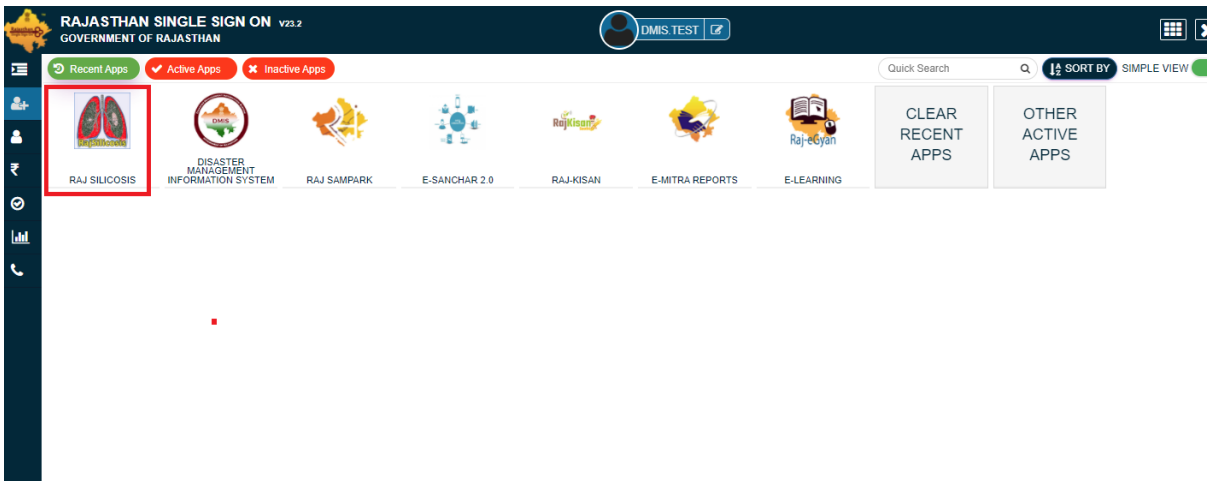 RAJASTHAN SINGLE SIGN ON V23.2
GOVERNMENT OF RAJASTHAN
DMIS.TEST
Recent Apps
Active Apps
Inactive Apps
Quick Search
SORT BY
SIMPLE VIEW
RajSilicosis
RAJ SILICOSIS
DMIS
DISASTER
MANAGEMENT
INFORMATION SYSTEM
RAJ SAMPARK
E-SANCHAR 2.0
RajKisan
RAJ-KISAN
E-MITRA REPORTS
Raj-eGyan
E-LEARNING
CLEAR
RECENT
APPS
OTHER
ACTIVE
APPS